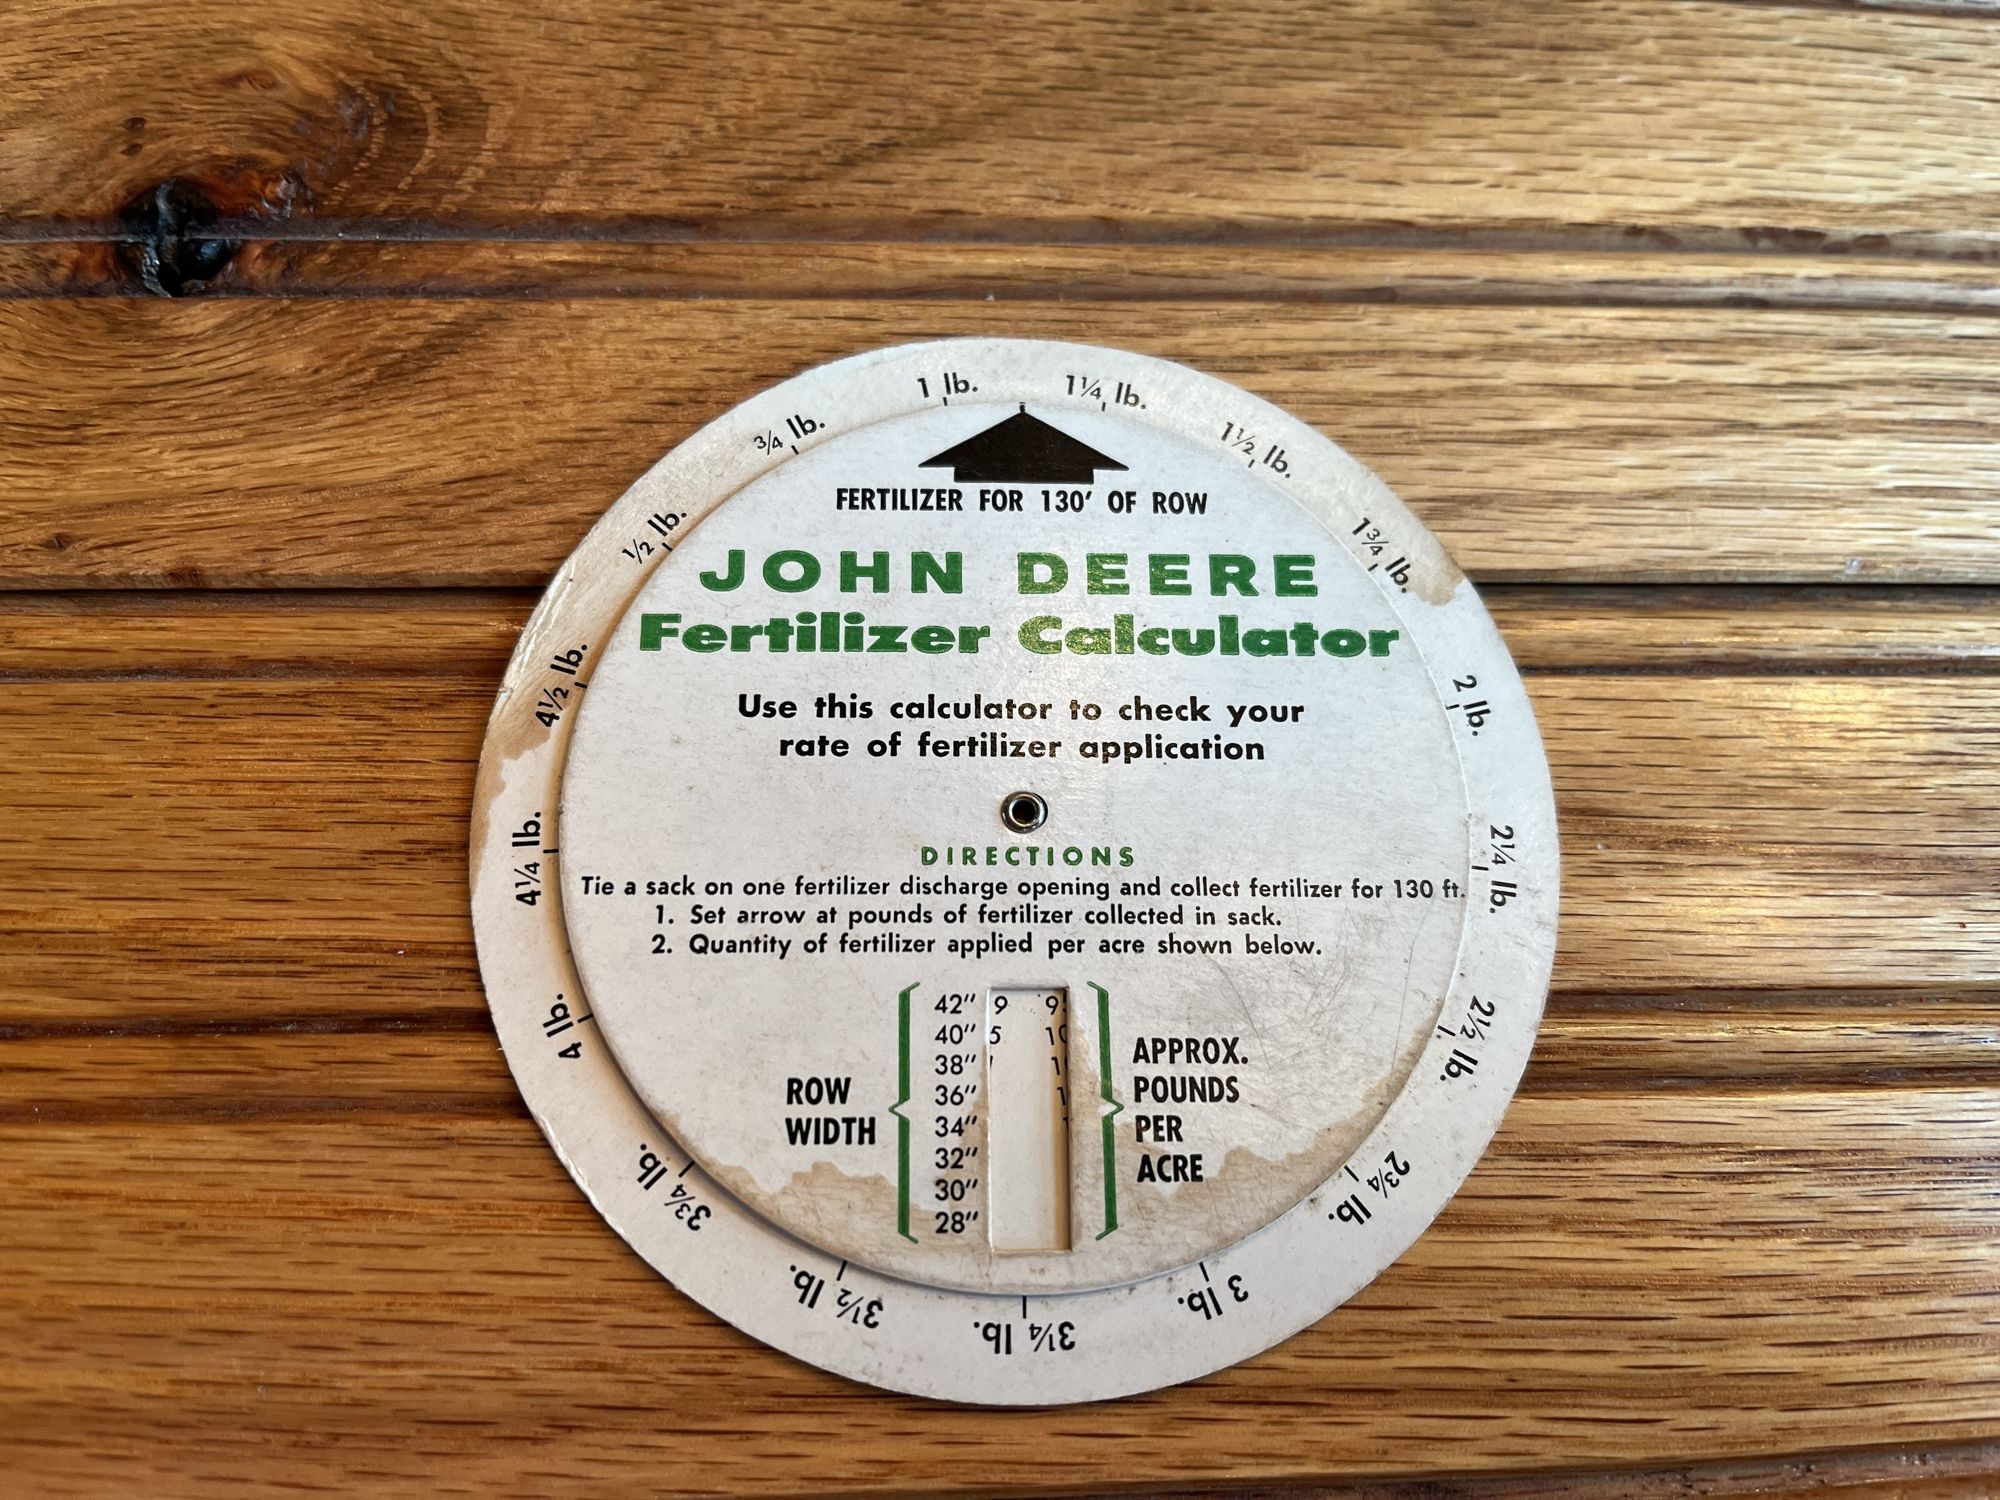 1 lb.
1¼ lb.
1½ lb.
1¾ lb.
2 lb.
2¼ lb.
2½ lb.
2¾ lb.
3 lb.
3¼ lb.
3½ lb.
3¾ lb.
4 lb.
4¼ lb.
4½ lb.
½ lb.
¾ lb.
FERTILIZER FOR 130' OF ROW
JOHN DEERE
Fertilizer Calculator
Use this calculator to check your
rate of fertilizer application
DIRECTIONS
Tie a sack on one fertilizer discharge opening and collect fertilizer for 130 ft.
1. Set arrow at pounds of fertilizer collected in sack.
2. Quantity of fertilizer applied per acre shown below.
ROW
WIDTH
42" 9 9
40" 5 10
38"
36"
34"
32"
30"
28"
APPROX.
POUNDS
PER
ACRE